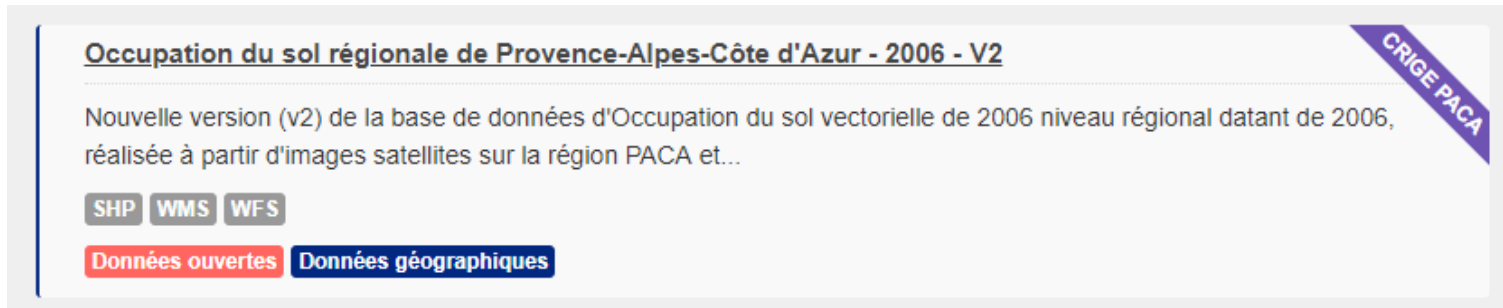 Occupation du sol régionale de Provence-Alpes-Côte d'Azur - 2006 - V2
CRIGE PACA
Nouvelle version (v2) de la base de données d'Occupation du sol vectorielle de 2006 niveau régional datant de 2006,
réalisée à partir d'images satellites sur la région PACA et...
SHP WMS WFS
Données ouvertes Données géographiques